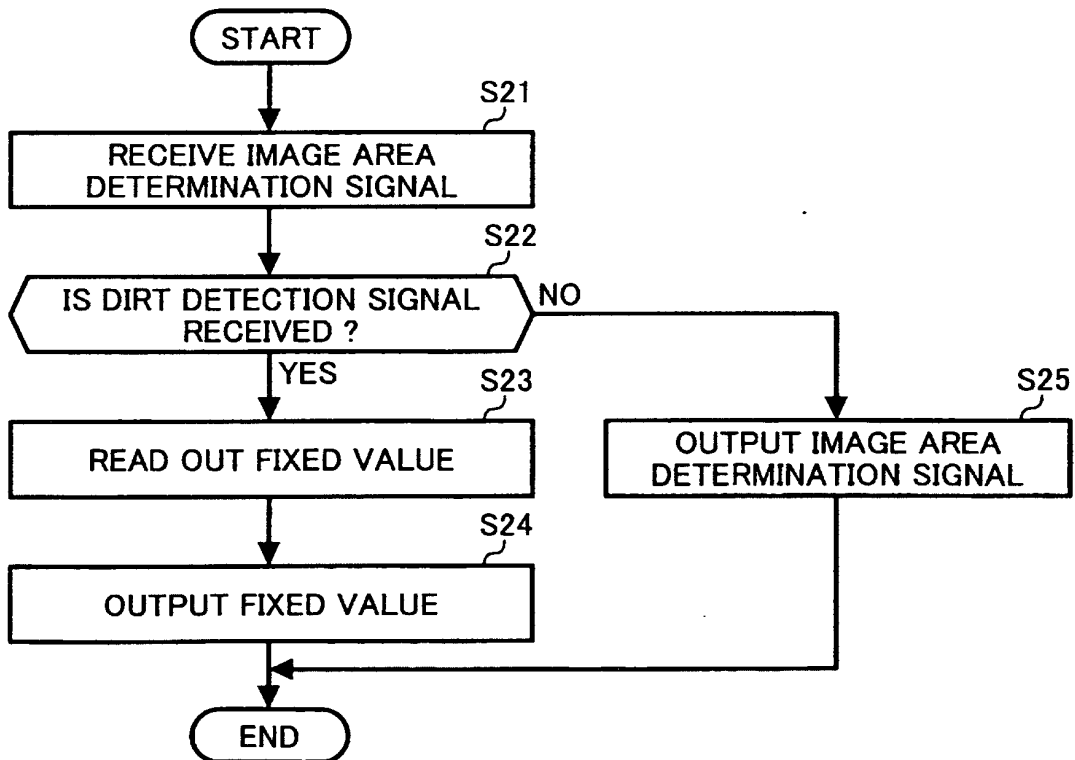 START
S21
RECEIVE IMAGE AREA
DETERMINATION SIGNAL
S22
IS DIRT DETECTION SIGNAL
RECEIVED ?
NO
YES
S23
READ OUT FIXED VALUE
S25
OUTPUT IMAGE AREA
DETERMINATION SIGNAL
S24
OUTPUT FIXED VALUE
END